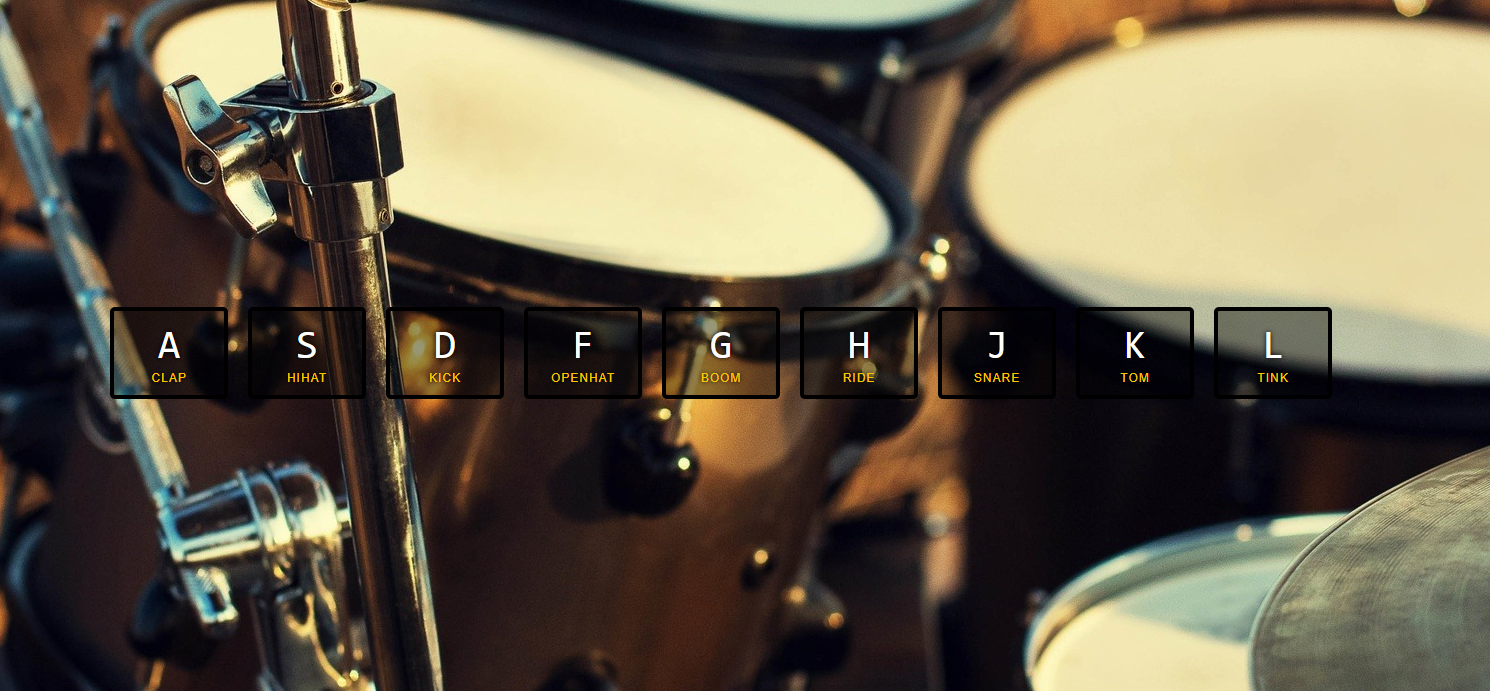 A S D F G H J K L
CLAP HIHAT KICK OPENHAT BOOM RIDE SNARE TOM TINK